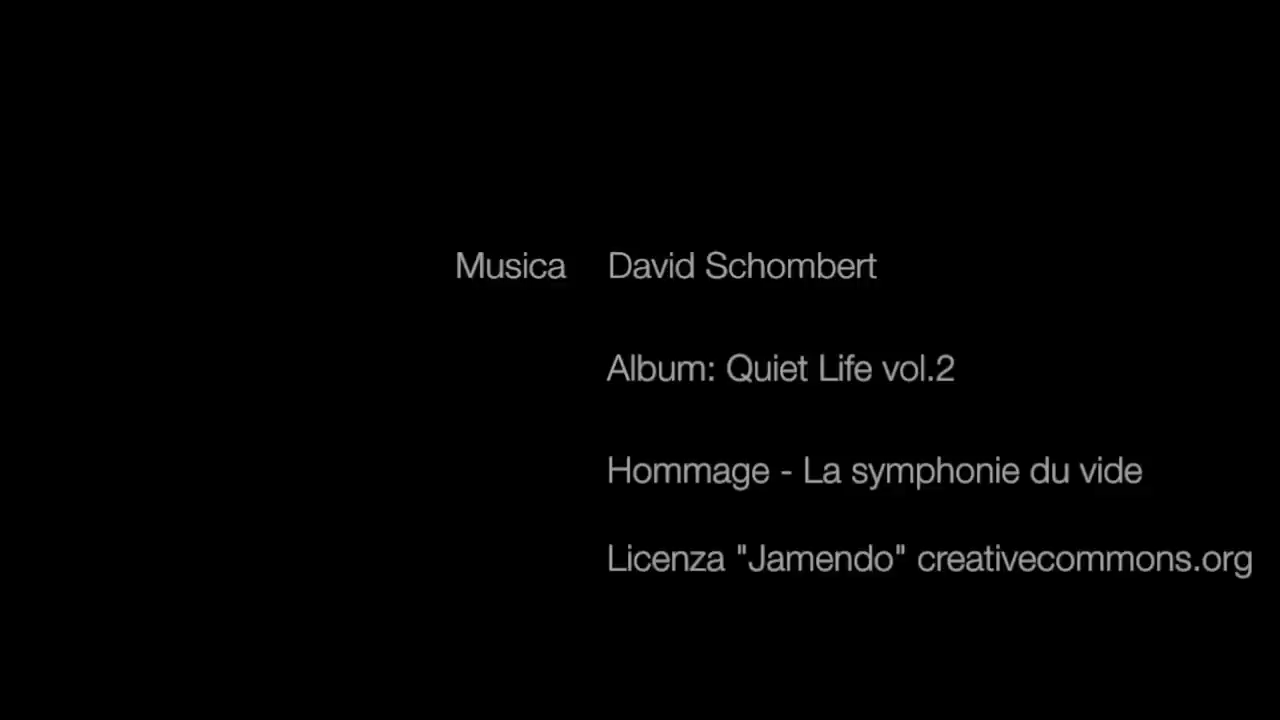 Musica David Schombert
Album: Quiet Life vol.2
Hommage - La symphonie du vide
Licenza "Jamendo" creativecommons.org